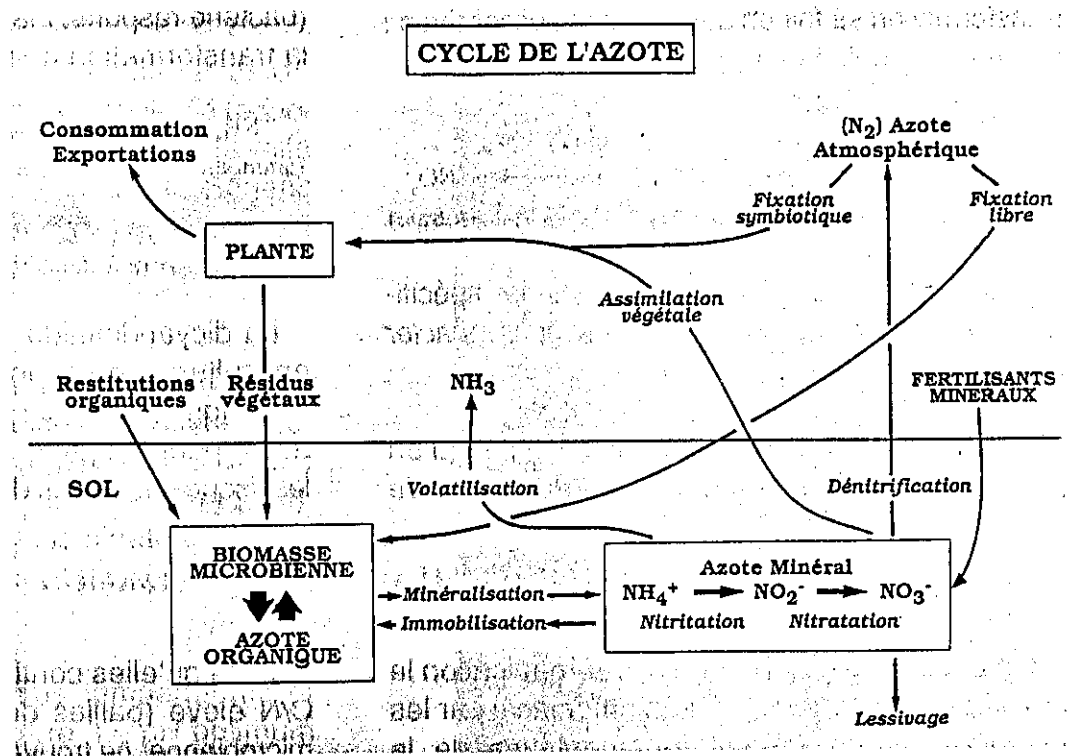 CYCLE DE L'AZOTE
Consommation
Exportations
(N2) Azote
Atmosphérique
Fixation
symbiotique
Fixation
libre
PLANTE
Assimilation
végétale
Restitutions
organiques
Résidus
végétaux
NH3
FERTILISANTS
MINERAUX
SOL
Volatilisation
Dénitrification
BIOMASSE
MICROBIENNE
AZOTE
ORGANIQUE
Minéralisation
Immobilisation
Azote Minéral
NH4+ NO2- NO3-
Nitritation Nitratation
Lessivage